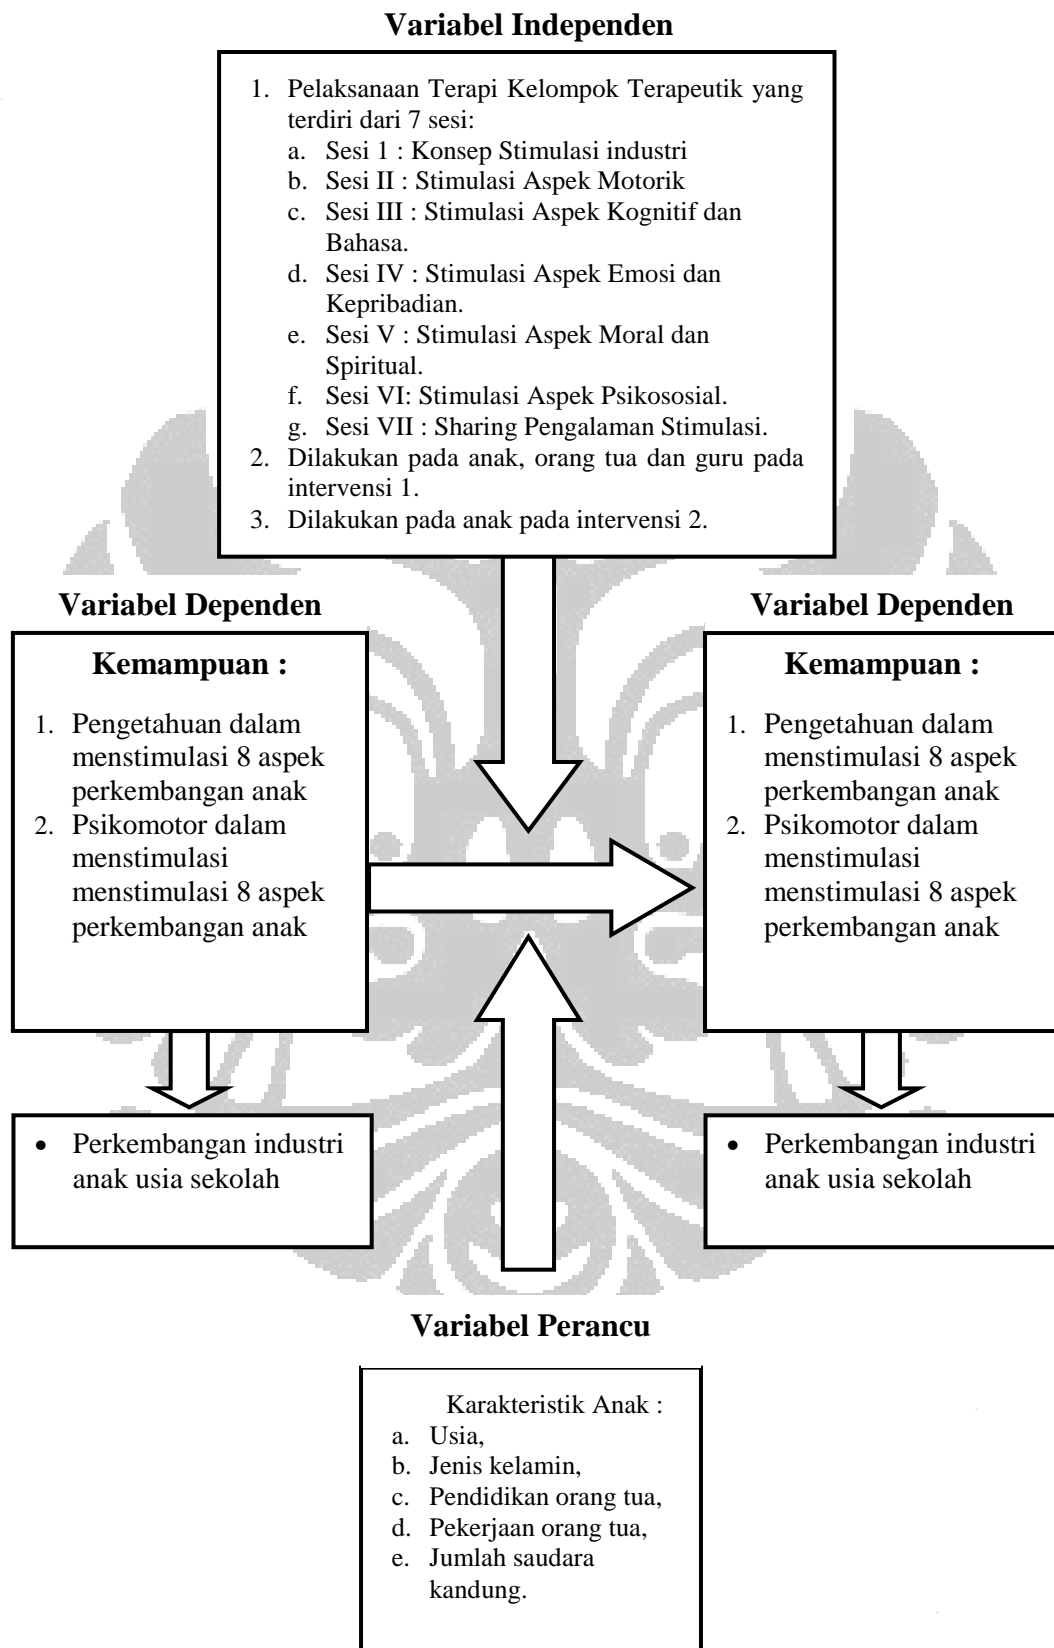 Variabel Independen
1. Pelaksanaan Terapi Kelompok Terapeutik yang
terdiri dari 7 sesi:
a. Sesi 1 : Konsep Stimulasi industri
b. Sesi II : Stimulasi Aspek Motorik
c. Sesi III : Stimulasi Aspek Kognitif dan
Bahasa.
d. Sesi IV : Stimulasi Aspek Emosi dan
Kepribadian.
e. Sesi V : Stimulasi Aspek Moral dan
Spiritual.
f. Sesi VI: Stimulasi Aspek Psikososial.
g. Sesi VII : Sharing Pengalaman Stimulasi.
2. Dilakukan pada anak, orang tua dan guru pada
intervensi 1.
3. Dilakukan pada anak pada intervensi 2.
Variabel Dependen
Kemampuan :
1. Pengetahuan dalam
menstimulasi 8 aspek
perkembangan anak
2. Psikomotor dalam
menstimulasi
menstimulasi 8 aspek
perkembangan anak
• Perkembangan industri
anak usia sekolah
Variabel Dependen
Kemampuan :
1. Pengetahuan dalam
menstimulasi 8 aspek
perkembangan anak
2. Psikomotor dalam
menstimulasi
menstimulasi 8 aspek
perkembangan anak
• Perkembangan industri
anak usia sekolah
Variabel Perancu
Karakteristik Anak :
a. Usia,
b. Jenis kelamin,
c. Pendidikan orang tua,
d. Pekerjaan orang tua,
e. Jumlah saudara
kandung.